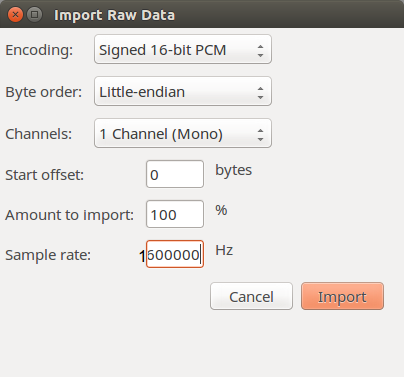 Import Raw Data
Encoding: Signed 16-bit PCM
Byte order: Little-endian
Channels: 1 Channel (Mono)
Start offset: 0 bytes
Amount to import: 100 %
Sample rate: 1600000 Hz
Cancel Import